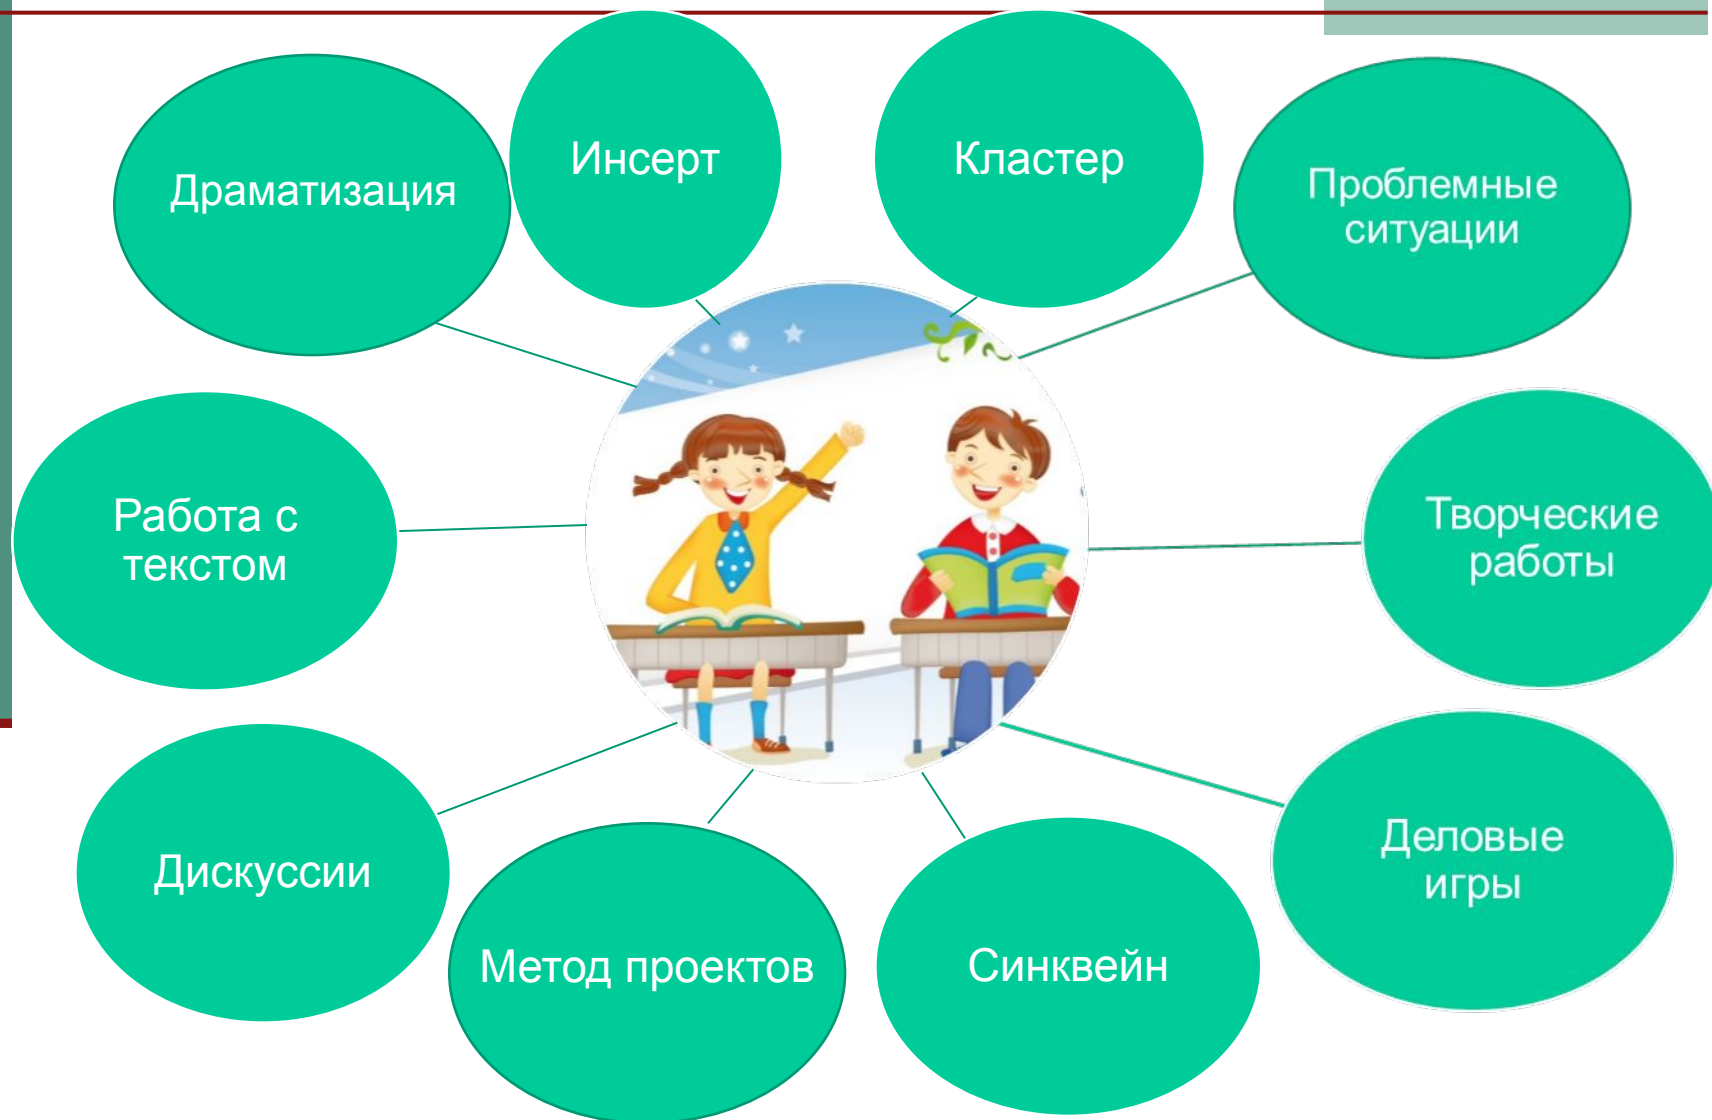 Драматизация
Инсерт
Кластер
Проблемные
ситуации
Работа с
текстом
Творческие
работы
Дискуссии
Метод проектов
Синквейн
Деловые
игры